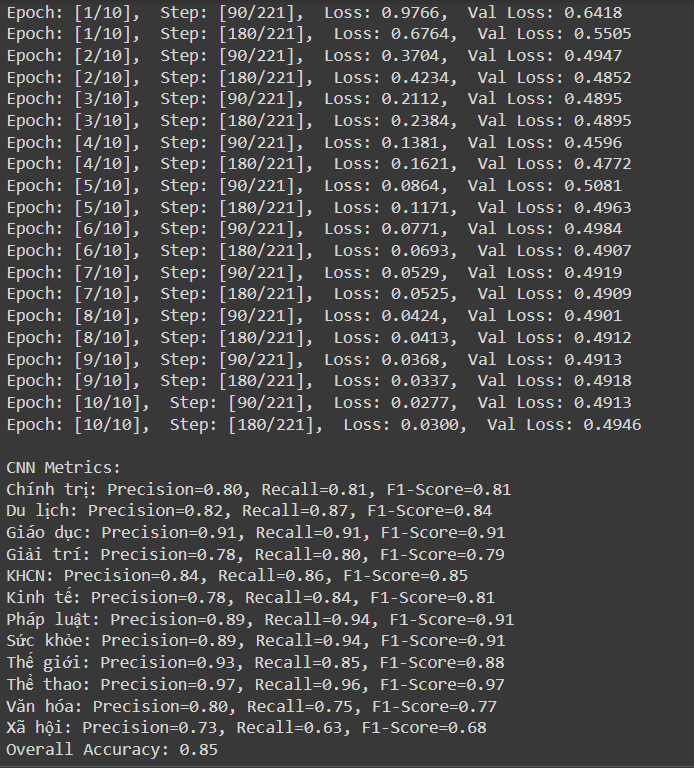 Epoch: [1/10],  Step: [90/221],  Loss: 0.9766,  Val Loss: 0.6418
Epoch: [1/10],  Step: [180/221],  Loss: 0.6764,  Val Loss: 0.5505
Epoch: [2/10],  Step: [90/221],  Loss: 0.3704,  Val Loss: 0.4947
Epoch: [2/10],  Step: [180/221],  Loss: 0.4234,  Val Loss: 0.4852
Epoch: [3/10],  Step: [90/221],  Loss: 0.2112,  Val Loss: 0.4895
Epoch: [3/10],  Step: [180/221],  Loss: 0.2384,  Val Loss: 0.4895
Epoch: [4/10],  Step: [90/221],  Loss: 0.1381,  Val Loss: 0.4596
Epoch: [4/10],  Step: [180/221],  Loss: 0.1621,  Val Loss: 0.4772
Epoch: [5/10],  Step: [90/221],  Loss: 0.0864,  Val Loss: 0.5081
Epoch: [5/10],  Step: [180/221],  Loss: 0.1171,  Val Loss: 0.4963
Epoch: [6/10],  Step: [90/221],  Loss: 0.0771,  Val Loss: 0.4984
Epoch: [6/10],  Step: [180/221],  Loss: 0.0693,  Val Loss: 0.4907
Epoch: [7/10],  Step: [90/221],  Loss: 0.0529,  Val Loss: 0.4919
Epoch: [7/10],  Step: [180/221],  Loss: 0.0525,  Val Loss: 0.4909
Epoch: [8/10],  Step: [90/221],  Loss: 0.0424,  Val Loss: 0.4901
Epoch: [8/10],  Step: [180/221],  Loss: 0.0413,  Val Loss: 0.4912
Epoch: [9/10],  Step: [90/221],  Loss: 0.0368,  Val Loss: 0.4913
Epoch: [9/10],  Step: [180/221],  Loss: 0.0337,  Val Loss: 0.4918
Epoch: [10/10],  Step: [90/221],  Loss: 0.0277,  Val Loss: 0.4913
Epoch: [10/10],  Step: [180/221],  Loss: 0.0300,  Val Loss: 0.4946
CNN Metrics:
Chính trị: Precision=0.80, Recall=0.81, F1-Score=0.81
Du lịch: Precision=0.82, Recall=0.87, F1-Score=0.84
Giáo dục: Precision=0.91, Recall=0.91, F1-Score=0.91
Giải trí: Precision=0.78, Recall=0.80, F1-Score=0.79
KHCN: Precision=0.84, Recall=0.86, F1-Score=0.85
Kinh tế: Precision=0.78, Recall=0.84, F1-Score=0.81
Pháp luật: Precision=0.89, Recall=0.94, F1-Score=0.91
Sức khỏe: Precision=0.89, Recall=0.94, F1-Score=0.91
Thế giới: Precision=0.93, Recall=0.85, F1-Score=0.88
Thể thao: Precision=0.97, Recall=0.96, F1-Score=0.97
Văn hóa: Precision=0.80, Recall=0.75, F1-Score=0.77
Xã hội: Precision=0.73, Recall=0.63, F1-Score=0.68
Overall Accuracy: 0.85